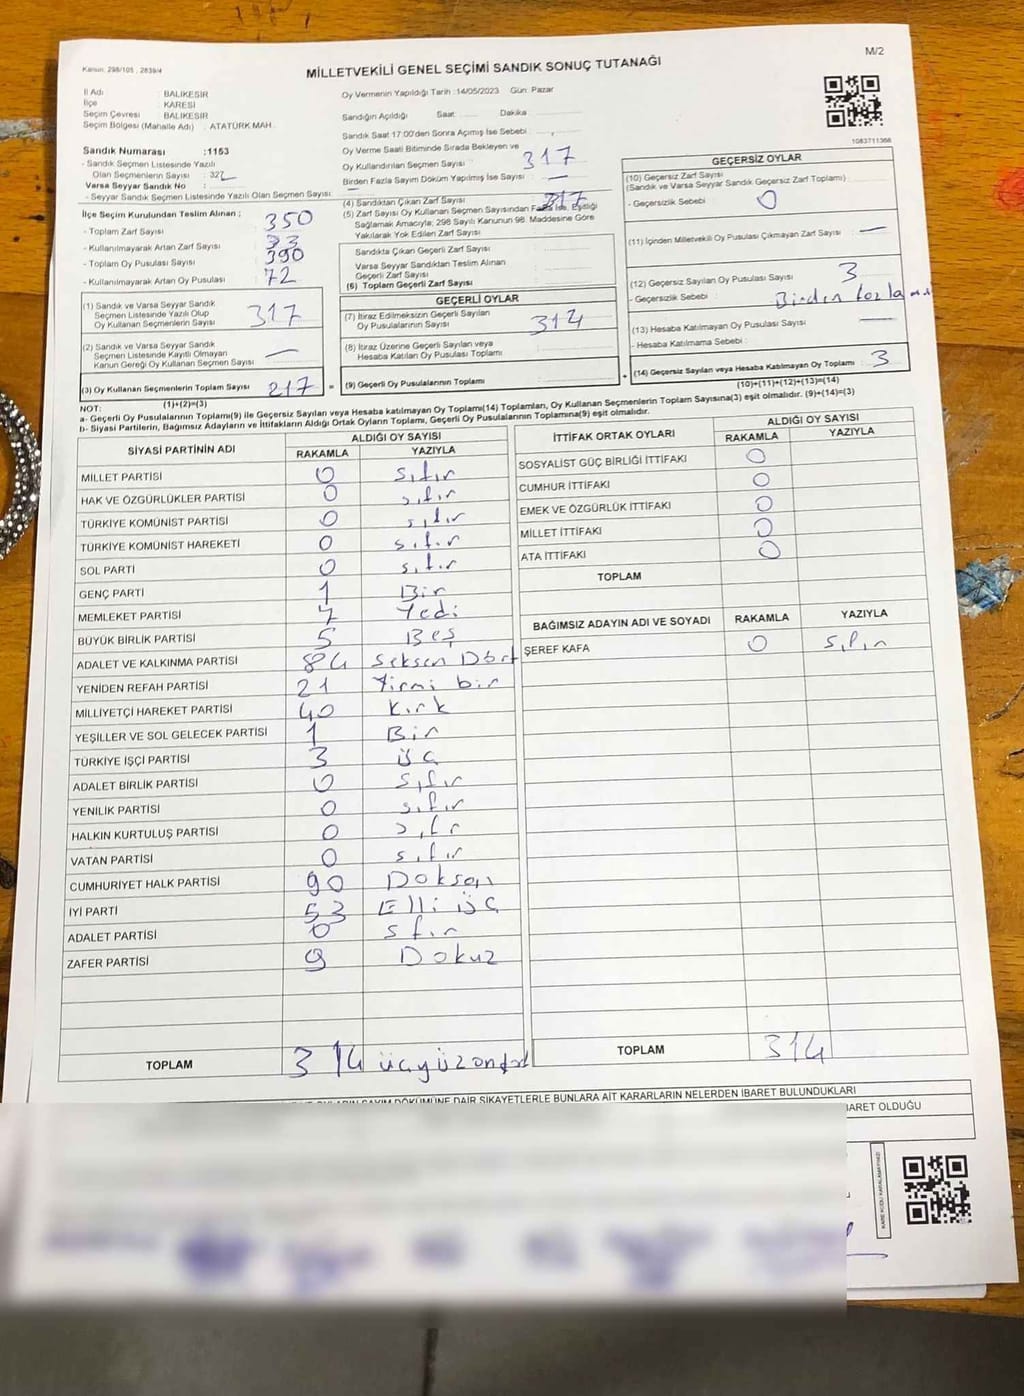 Kanun: 298/105 ; 2839/4
M/2
MİLLETVEKİLİ GENEL SEÇİMİ SANDIK SONUÇ TUTANAĞI
1083711366
İl Adı : BALIKESİR
İlçe : KARESİ
Seçim Çevresi : BALIKESİR
Seçim Bölgesi (Mahalle Adı) : ATATÜRK MAH.
Sandık Numarası :1153
- Sandık Seçmen Listesinde Yazılı
Olan Seçmenlerin Sayısı : 327
Varsa Seyyar Sandık No :
- Seyyar Sandık Seçmen Listesinde Yazılı Olan Seçmen Sayısı:
İlçe Seçim Kurulundan Teslim Alınan ;
- Toplam Zarf Sayısı : 350
- Kullanılmayarak Artan Zarf Sayısı : 33
- Toplam Oy Pusulası Sayısı : 390
- Kullanılmayarak Artan Oy Pusulası : 72
(1) Sandık ve Varsa Seyyar Sandık
Seçmen Listesinde Yazılı Olup
Oy Kullanan Seçmenlerin Sayısı : 317
(2) Sandık ve Varsa Seyyar Sandık
Seçmen Listesinde Kayıtlı Olmayan
Kanun Gereği Oy Kullanan Seçmen Sayısı : —
(3) Oy Kullanan Seçmenlerin Toplam Sayısı : 217
(1)+(2)=(3)
Oy Vermenin Yapıldığı Tarih :14/05/2023 Gün: Pazar
Sandığın Açıldığı Saat: Dakika
Sandık Saat 17:00'den Sonra Açılmış İse Sebebi :
Oy Verme Saati Bitiminde Sırada Bekleyen ve
Oy Kullandırılan Seçmen Sayısı : 317
Birden Fazla Sayım Döküm Yapılmış İse Sayısı : —
(4) Sandıktan Çıkan Zarf Sayısı : 317
(5) Zarf Sayısı Oy Kullanan Seçmen Sayısından Fazla İse, Eşitliği
Sağlamak Amacıyla; 298 Sayılı Kanunun 98. Maddesine Göre
Yakılarak Yok Edilen Zarf Sayısı :
Sandıkta Çıkan Geçerli Zarf Sayısı :
Varsa Seyyar Sandıktan Teslim Alınan
Geçerli Zarf Sayısı :
(6) Toplam Geçerli Zarf Sayısı :
GEÇERLİ OYLAR
(7) İtiraz Edilmeksizin Geçerli Sayılan
Oy Pusulalarının Sayısı : 314
(8) İtiraz Üzerine Geçerli Sayılan veya
Hesaba Katılan Oy Pusulası Toplamı :
= (9) Geçerli Oy Pusulalarının Toplamı :
GEÇERSİZ OYLAR
(10) Geçersiz Zarf Sayısı
(Sandık ve Varsa Seyyar Sandık Geçersiz Zarf Toplamı) : 0
- Geçersizlik Sebebi :
(11) İçinden Milletvekili Oy Pusulası Çıkmayan Zarf Sayısı : —
(12) Geçersiz Sayılan Oy Pusulası Sayısı : 3
- Geçersizlik Sebebi : Birden fazla
(13) Hesaba Katılmayan Oy Pusulası Sayısı : —
- Hesaba Katılmama Sebebi :
+ (14) Geçersiz Sayılan veya Hesaba Katılmayan Oy Toplamı : 3
(10)+(11)+(12)+(13)=(14)
NOT:
a- Geçerli Oy Pusulalarının Toplamı(9) ile Geçersiz Sayılan veya Hesaba katılmayan Oy Toplamı(14) Toplamları, Oy Kullanan Seçmenlerin Toplam Sayısına(3) eşit olmalıdır. (9)+(14)=(3)
b- Siyasi Partilerin, Bağımsız Adayların ve İttifakların Aldığı Ortak Oyların Toplamı, Geçerli Oy Pusulalarının Toplamına(9) eşit olmalıdır.
SİYASİ PARTİNİN ADI ALDIĞI OY SAYISI
RAKAMLA YAZIYLA
MİLLET PARTİSİ 0 sıfır
HAK VE ÖZGÜRLÜKLER PARTİSİ 0 sıfır
TÜRKİYE KOMÜNİST PARTİSİ 0 sıfır
TÜRKİYE KOMÜNİST HAREKETİ 0 sıfır
SOL PARTİ 0 sıfır
GENÇ PARTİ 1 Bir
MEMLEKET PARTİSİ 7 Yedi
BÜYÜK BİRLİK PARTİSİ 5 Beş
ADALET VE KALKINMA PARTİSİ 84 Seksen Dört
YENİDEN REFAH PARTİSİ 21 Yirmi bir
MİLLİYETÇİ HAREKET PARTİSİ 40 Kırk
YEŞİLLER VE SOL GELECEK PARTİSİ 1 Bir
TÜRKİYE İŞÇİ PARTİSİ 3 üç
ADALET BİRLİK PARTİSİ 0 sıfır
YENİLİK PARTİSİ 0 sıfır
HALKIN KURTULUŞ PARTİSİ 0 sıfr
VATAN PARTİSİ 0 sıfır
CUMHURİYET HALK PARTİSİ 90 Doksan
İYİ PARTİ 53 Elli üç
ADALET PARTİSİ 0 sfır
ZAFER PARTİSİ 9 Dokuz
TOPLAM 314 üçyüzondört
İTTİFAK ORTAK OYLARI ALDIĞI OY SAYISI
RAKAMLA YAZIYLA
SOSYALİST GÜÇ BİRLİĞİ İTTİFAKI 0
CUMHUR İTTİFAKI 0
EMEK VE ÖZGÜRLÜK İTTİFAKI 0
MİLLET İTTİFAKI 0
ATA İTTİFAKI 0
TOPLAM
BAĞIMSIZ ADAYIN ADI VE SOYADI RAKAMLA YAZIYLA
ŞEREF KAFA 0 sıfır
TOPLAM 314
DÖKÜMÜNE DAİR ŞİKAYETLERLE BUNLARA AİT KARARLARIN NELERDEN İBARET BULUNDUKLARI
İBARET OLDUĞU